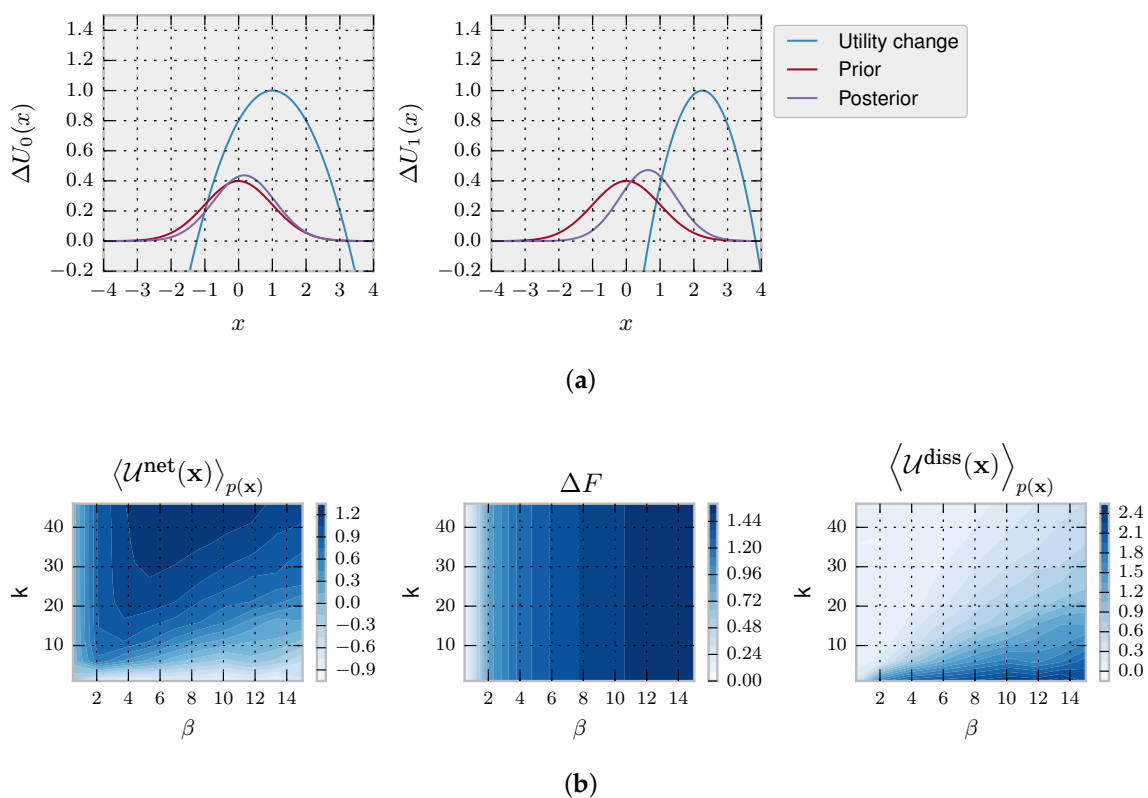 1.4
1.2
1.0
0.8
0.6
0.4
0.2
0.0
−0.2
ΔU₀(x)
−4 −3 −2 −1 0 1 2 3 4
x
1.4
1.2
1.0
0.8
0.6
0.4
0.2
0.0
−0.2
ΔU₁(x)
−4 −3 −2 −1 0 1 2 3 4
x
Utility change
Prior
Posterior
(a)
⟨𝒰ⁿᵉᵗ(𝐱)⟩ₚ₍𝐱₎
40
30
20
10
k
2 4 6 8 10 12 14
β
1.2
0.9
0.6
0.3
0.0
−0.3
−0.6
−0.9
ΔF
40
30
20
10
k
2 4 6 8 10 12 14
β
1.44
1.20
0.96
0.72
0.48
0.24
0.00
⟨𝒰ᵈⁱˢˢ(𝐱)⟩ₚ₍𝐱₎
40
30
20
10
k
2 4 6 8 10 12 14
β
2.4
2.1
1.8
1.5
1.2
0.9
0.6
0.3
0.0
(b)